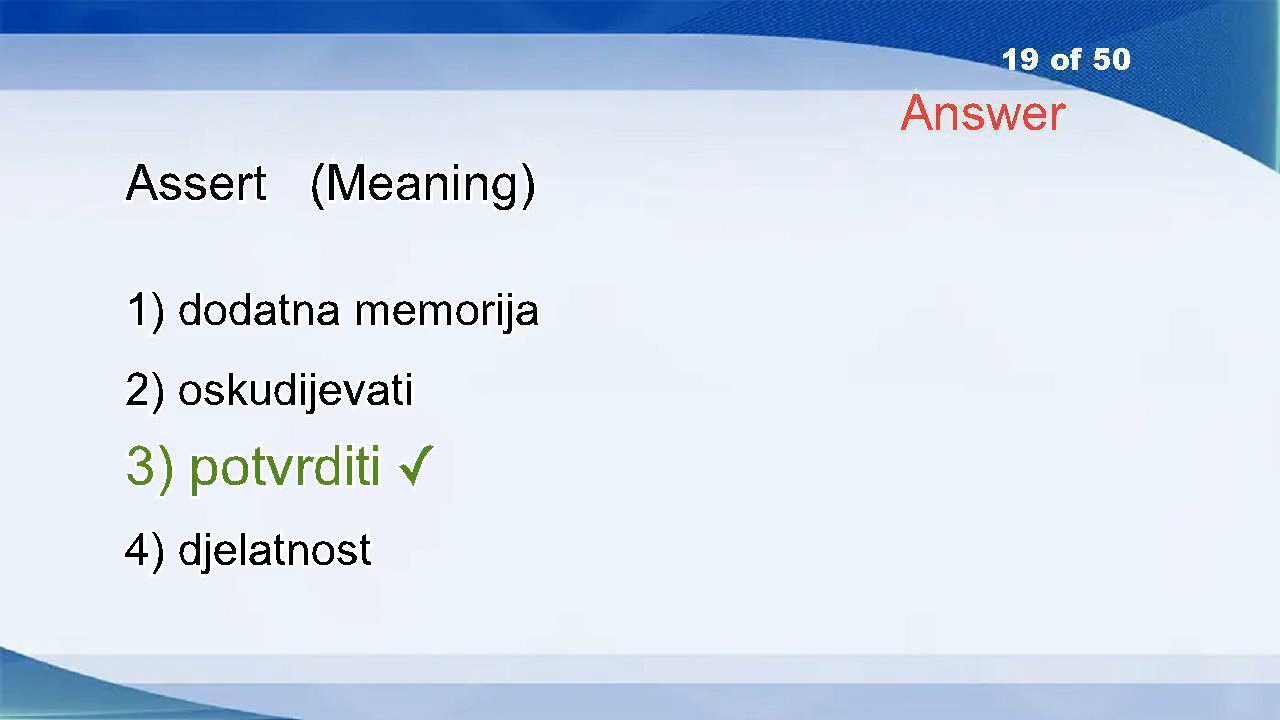 19 of 50
Answer
Assert (Meaning)
1) dodatna memorija
2) oskudijevati
3) potvrditi ✓
4) djelatnost